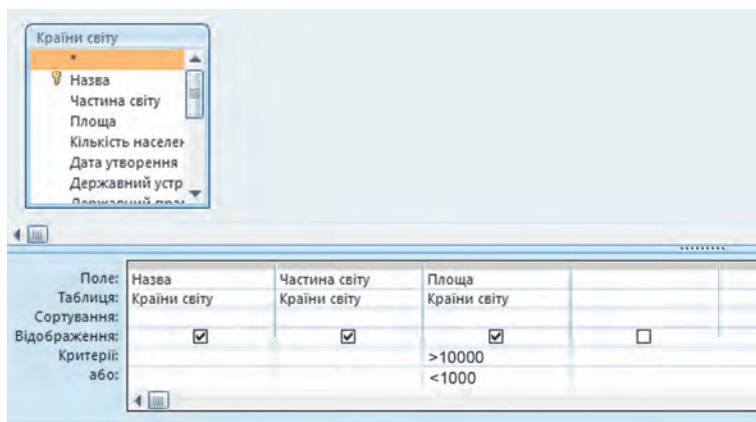 Країни світу
*
Назва
Частина світу
Площа
Кількість населен
Дата утворення
Державний устр
Поле: Назва Частина світу Площа
Таблиця: Країни світу Країни світу Країни світу
Сортування:
Відображення:
Критерії: >10000
або: <1000